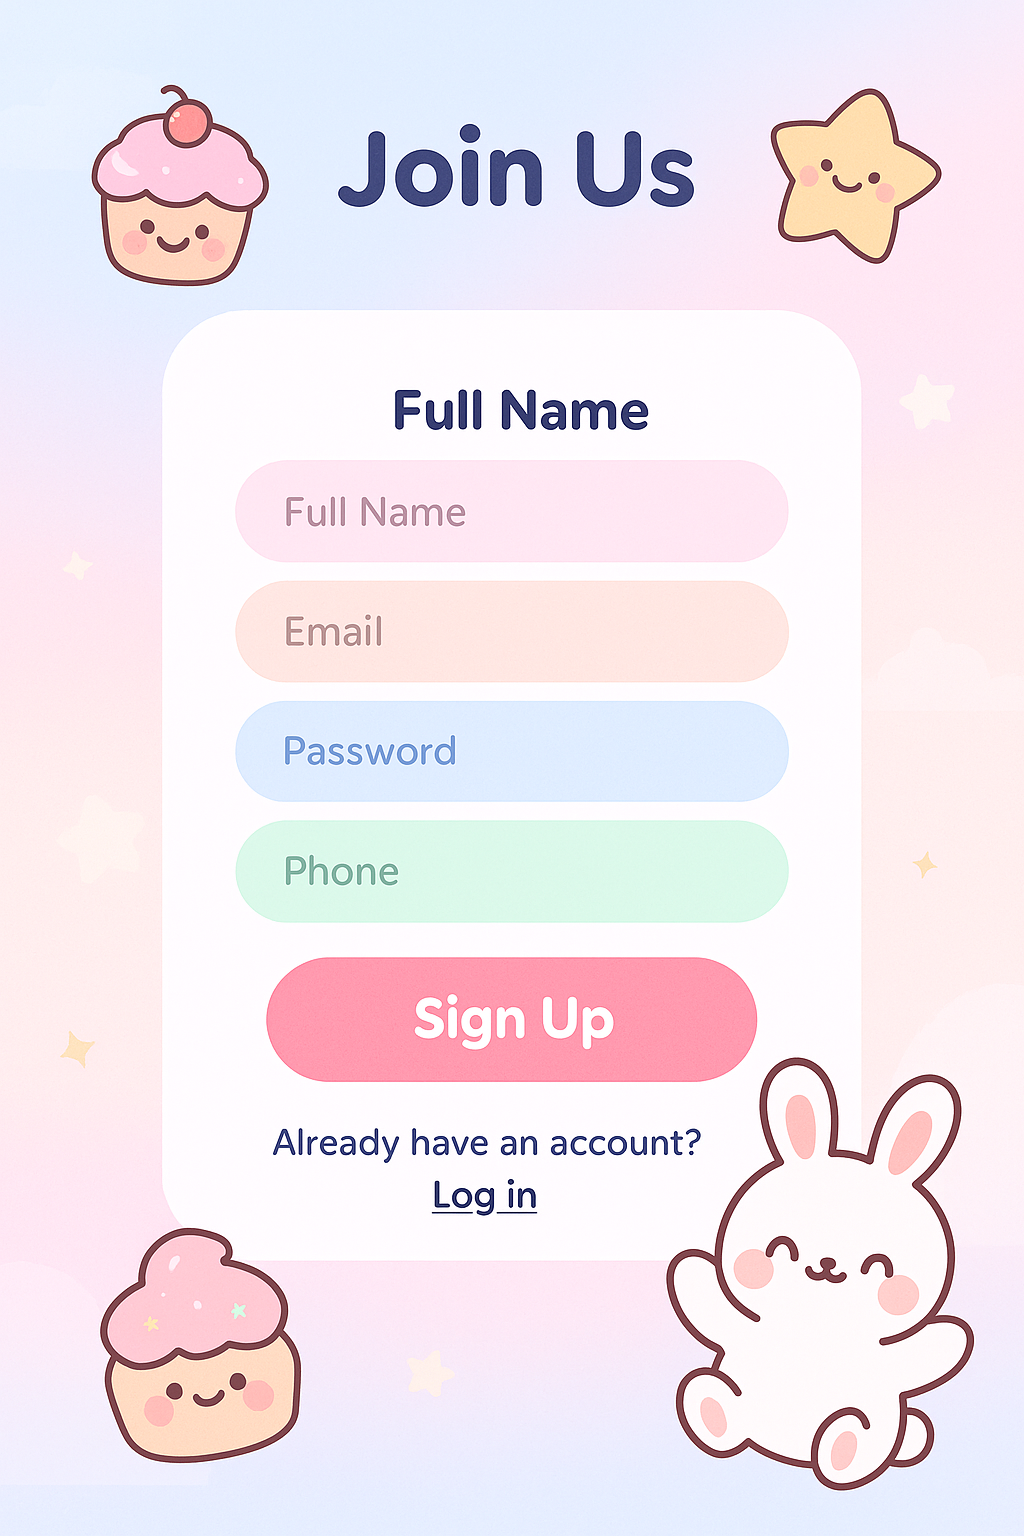 Join Us
Full Name
Full Name
Email
Password
Phone
Sign Up
Already have an account?
Log in